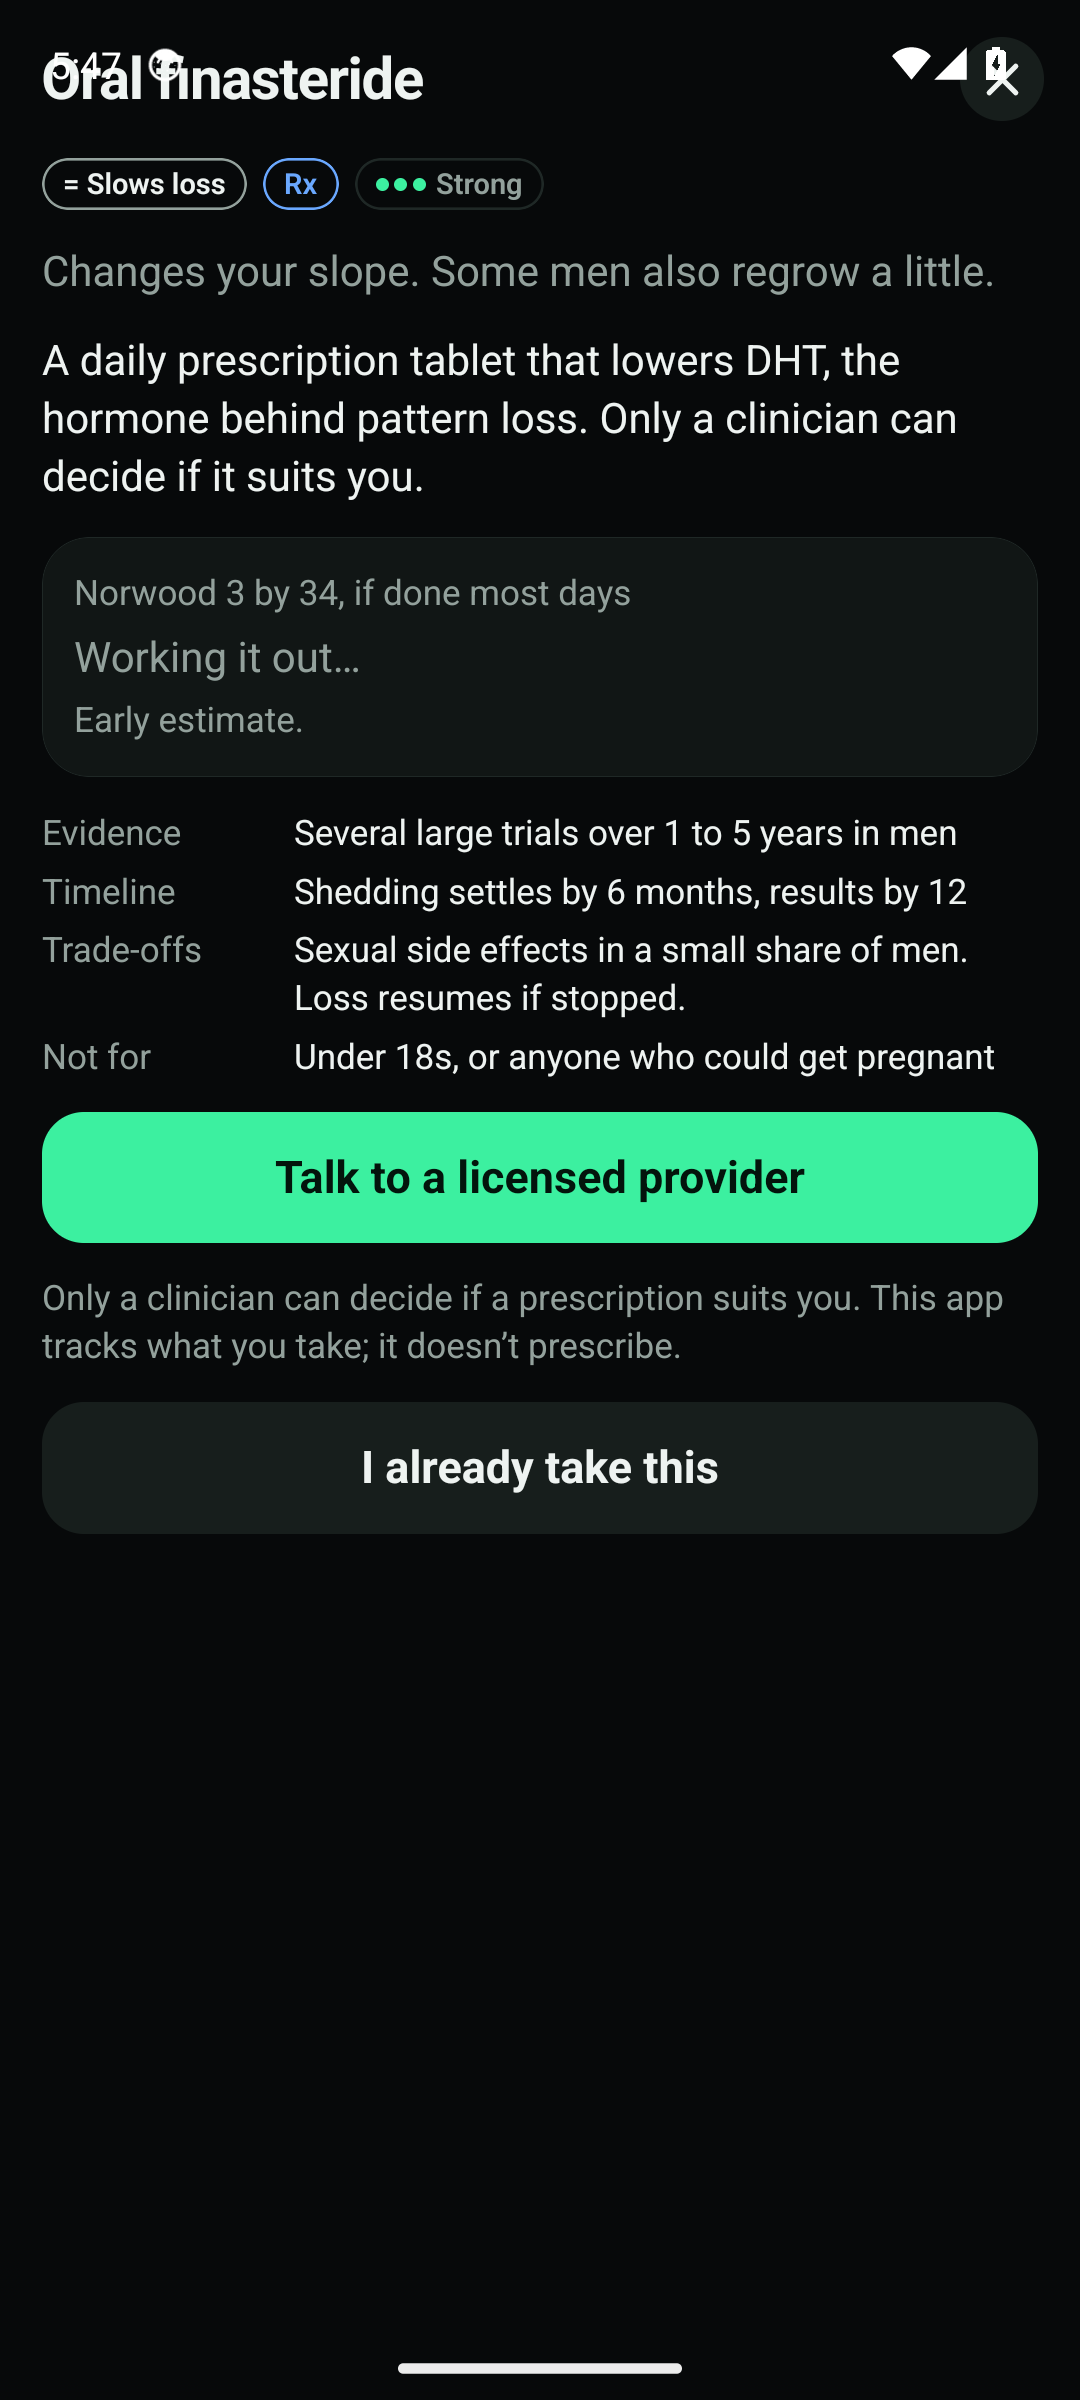 5:47
Oral finasteride
= Slows loss
Rx
Strong
Changes your slope. Some men also regrow a little.
A daily prescription tablet that lowers DHT, the
hormone behind pattern loss. Only a clinician can
decide if it suits you.
Norwood 3 by 34, if done most days
Working it out…
Early estimate.
Evidence Several large trials over 1 to 5 years in men
Timeline Shedding settles by 6 months, results by 12
Trade-offs Sexual side effects in a small share of men.
Loss resumes if stopped.
Not for Under 18s, or anyone who could get pregnant
Talk to a licensed provider
Only a clinician can decide if a prescription suits you. This app
tracks what you take; it doesn’t prescribe.
I already take this